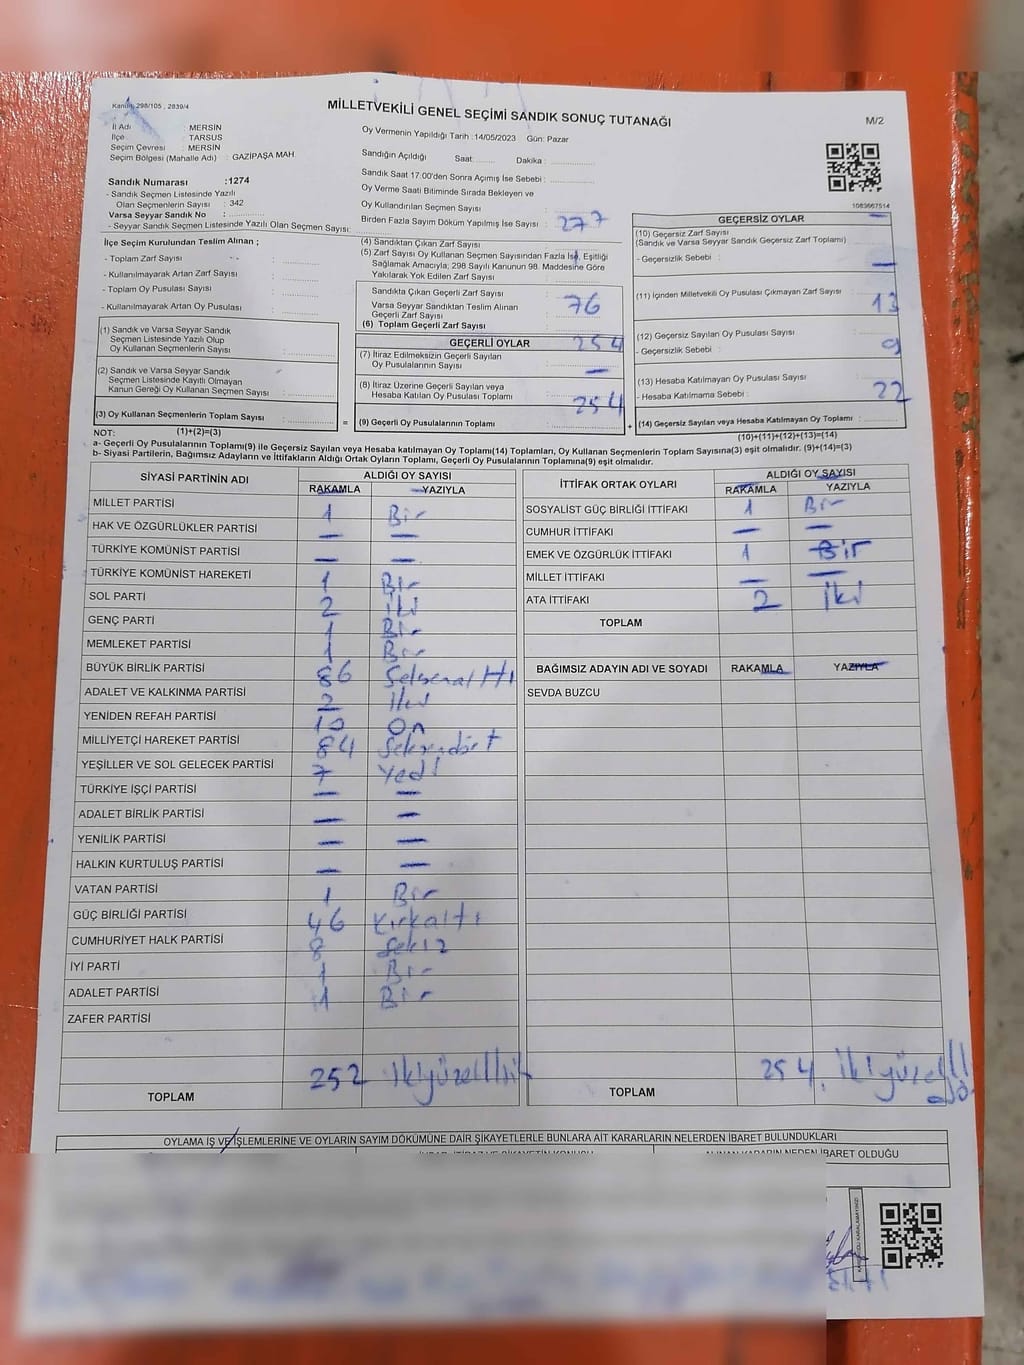 Kanun 298/105 , 2839/4
MİLLETVEKİLİ GENEL SEÇİMİ SANDIK SONUÇ TUTANAĞI
M/2
İl Adı : MERSİN
İlçe : TARSUS
Seçim Çevresi : MERSİN
Seçim Bölgesi (Mahalle Adı) : GAZİPAŞA MAH.
Sandık Numarası :1274
- Sandık Seçmen Listesinde Yazılı
Olan Seçmenlerin Sayısı : 342
Varsa Seyyar Sandık No :
- Seyyar Sandık Seçmen Listesinde Yazılı Olan Seçmen Sayısı:
Oy Vermenin Yapıldığı Tarih :14/05/2023 Gün: Pazar
Sandığın Açıldığı Saat: Dakika :
Sandık Saat 17:00'den Sonra Açımış İse Sebebi :
Oy Verme Saati Bitiminde Sırada Bekleyen ve
Oy Kullandırılan Seçmen Sayısı :
Birden Fazla Sayım Döküm Yapılmış İse Sayısı : 277
1083667514
İlçe Seçim Kurulundan Teslim Alınan ;
- Toplam Zarf Sayısı :
- Kullanılmayarak Artan Zarf Sayısı :
- Toplam Oy Pusulası Sayısı :
- Kullanılmayarak Artan Oy Pusulası :
(4) Sandıktan Çıkan Zarf Sayısı :
(5) Zarf Sayısı Oy Kullanan Seçmen Sayısından Fazla İse, Eşitliği
Sağlamak Amacıyla; 298 Sayılı Kanunun 98. Maddesine Göre
Yakılarak Yok Edilen Zarf Sayısı :
Sandıkta Çıkan Geçerli Zarf Sayısı : 76
Varsa Seyyar Sandıktan Teslim Alınan
Geçerli Zarf Sayısı :
(6) Toplam Geçerli Zarf Sayısı :
GEÇERLİ OYLAR 254
(7) İtiraz Edilmeksizin Geçerli Sayılan
Oy Pusulalarının Sayısı : —
(8) İtiraz Üzerine Geçerli Sayılan veya
Hesaba Katılan Oy Pusulası Toplamı : 254
(9) Geçerli Oy Pusulalarının Toplamı :
GEÇERSİZ OYLAR —
(10) Geçersiz Zarf Sayısı
(Sandık ve Varsa Seyyar Sandık Geçersiz Zarf Toplamı) :
- Geçersizlik Sebebi : —
(11) İçinden Milletvekili Oy Pusulası Çıkmayan Zarf Sayısı : 13
(12) Geçersiz Sayılan Oy Pusulası Sayısı :
- Geçersizlik Sebebi : 9
(13) Hesaba Katılmayan Oy Pusulası Sayısı :
- Hesaba Katılmama Sebebi : 22
(14) Geçersiz Sayılan veya Hesaba Katılmayan Oy Toplamı :
(1) Sandık ve Varsa Seyyar Sandık
Seçmen Listesinde Yazılı Olup
Oy Kullanan Seçmenlerin Sayısı :
(2) Sandık ve Varsa Seyyar Sandık
Seçmen Listesinde Kayıtlı Olmayan
Kanun Gereği Oy Kullanan Seçmen Sayısı :
(3) Oy Kullanan Seçmenlerin Toplam Sayısı : = +
NOT: (1)+(2)=(3) (10)+(11)+(12)+(13)=(14)
a- Geçerli Oy Pusulalarının Toplamı(9) ile Geçersiz Sayılan veya Hesaba katılmayan Oy Toplamı(14) Toplamları, Oy Kullanan Seçmenlerin Toplam Sayısına(3) eşit olmalıdır. (9)+(14)=(3)
b- Siyasi Partilerin, Bağımsız Adayların ve İttifakların Aldığı Ortak Oyların Toplamı, Geçerli Oy Pusulalarının Toplamına(9) eşit olmalıdır.
SİYASİ PARTİNİN ADI ALDIĞI OY SAYISI
RAKAMLA YAZIYLA
MİLLET PARTİSİ 1 Bir
HAK VE ÖZGÜRLÜKLER PARTİSİ — —
TÜRKİYE KOMÜNİST PARTİSİ — —
TÜRKİYE KOMÜNİST HAREKETİ 1 Bir
SOL PARTİ 2 iki
GENÇ PARTİ 1 Bir
MEMLEKET PARTİSİ 1 Bir
BÜYÜK BİRLİK PARTİSİ 86 Seksenaltı
ADALET VE KALKINMA PARTİSİ 2 İki
YENİDEN REFAH PARTİSİ 10 On
MİLLİYETÇİ HAREKET PARTİSİ 84 Seksendört
YEŞİLLER VE SOL GELECEK PARTİSİ 7 Yedi
TÜRKİYE İŞÇİ PARTİSİ — —
ADALET BİRLİK PARTİSİ — —
YENİLİK PARTİSİ — —
HALKIN KURTULUŞ PARTİSİ — —
VATAN PARTİSİ 1 Bir
GÜÇ BİRLİĞİ PARTİSİ 46 Kırkaltı
CUMHURİYET HALK PARTİSİ 8 Sekiz
İYİ PARTİ 1 Bir
ADALET PARTİSİ 1 Bir
ZAFER PARTİSİ
TOPLAM 252
İTTİFAK ORTAK OYLARI ALDIĞI OY SAYISI
RAKAMLA YAZIYLA
SOSYALİST GÜÇ BİRLİĞİ İTTİFAKI 1 Bir
CUMHUR İTTİFAKI — —
EMEK VE ÖZGÜRLÜK İTTİFAKI 1 Bir
MİLLET İTTİFAKI — —
ATA İTTİFAKI 2 İki
TOPLAM
BAĞIMSIZ ADAYIN ADI VE SOYADI RAKAMLA YAZIYLA
SEVDA BUZCU
TOPLAM 254
OYLAMA İŞ VE İŞLEMLERİNE VE OYLARIN SAYIM DÖKÜMÜNE DAİR ŞİKAYETLERLE BUNLARA AİT KARARLARIN NELERDEN İBARET BULUNDUKLARI
ALINAN KARARIN NEDEN İBARET OLDUĞU